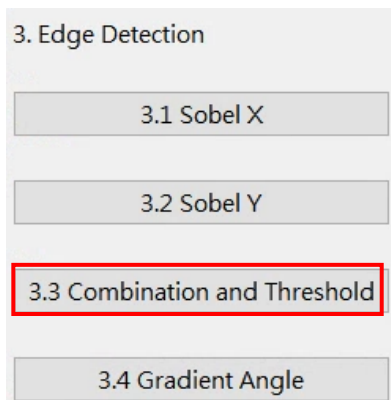 3. Edge Detection
3.1 Sobel X
3.2 Sobel Y
3.3 Combination and Threshold
3.4 Gradient Angle